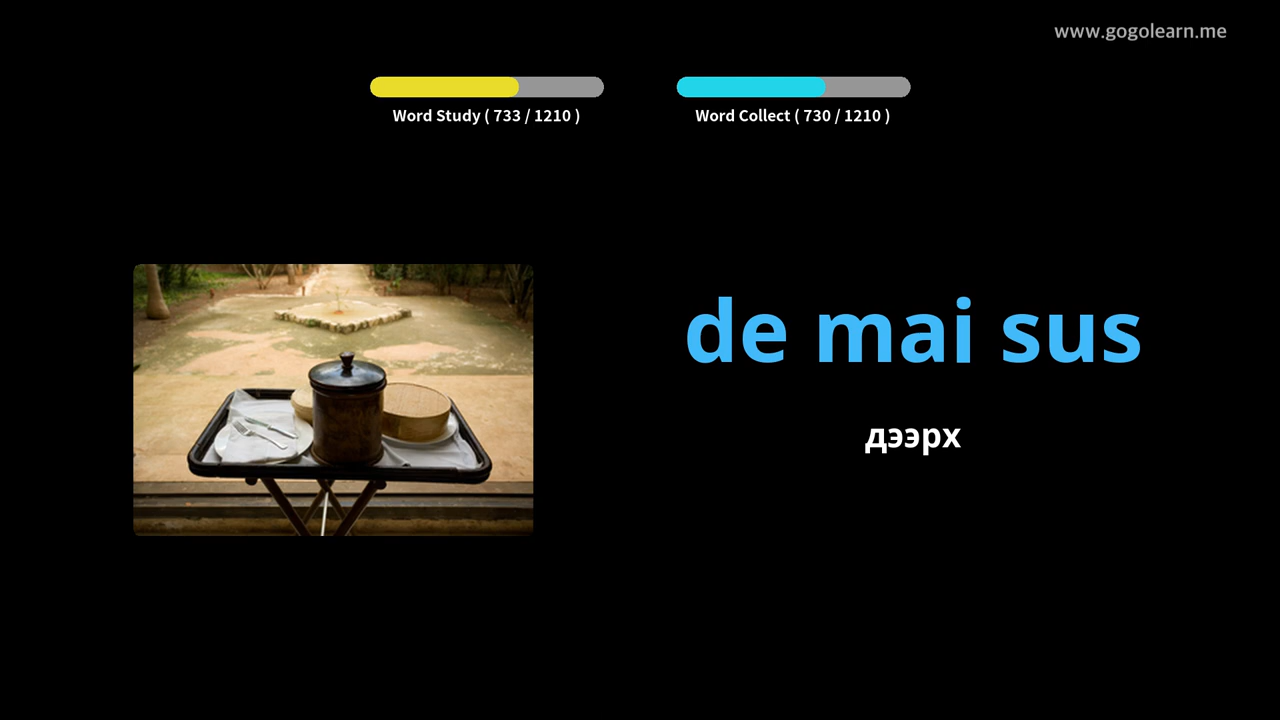 www.gogolearn.me
Word Study ( 733 / 1210 )
Word Collect ( 730 / 1210 )
de mai sus
дээрх